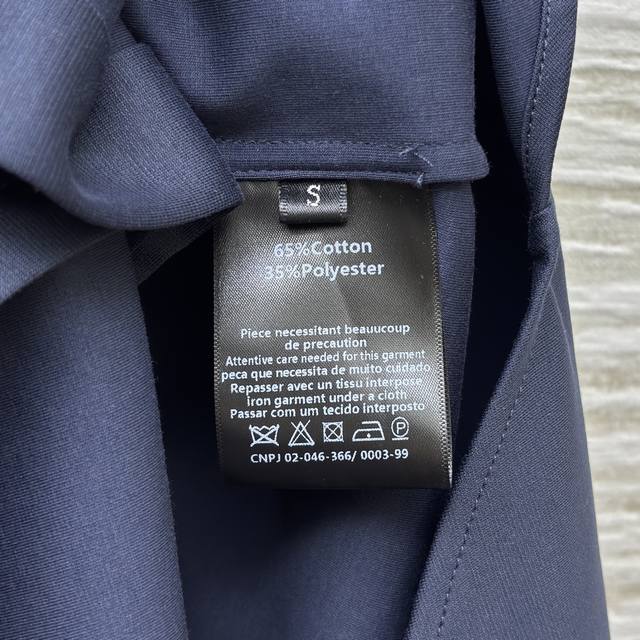 S
65%Cotton
35%Polyester
Piece necessitant beauucoup
de precaution
Attentive care needed for this garment
peca que necessita de muito cuidado
Repasser avec un tissu interpose
iron garment under a cloth
Passar com um tecido interposto
P
CNPJ 02-046-366/ 0003-99